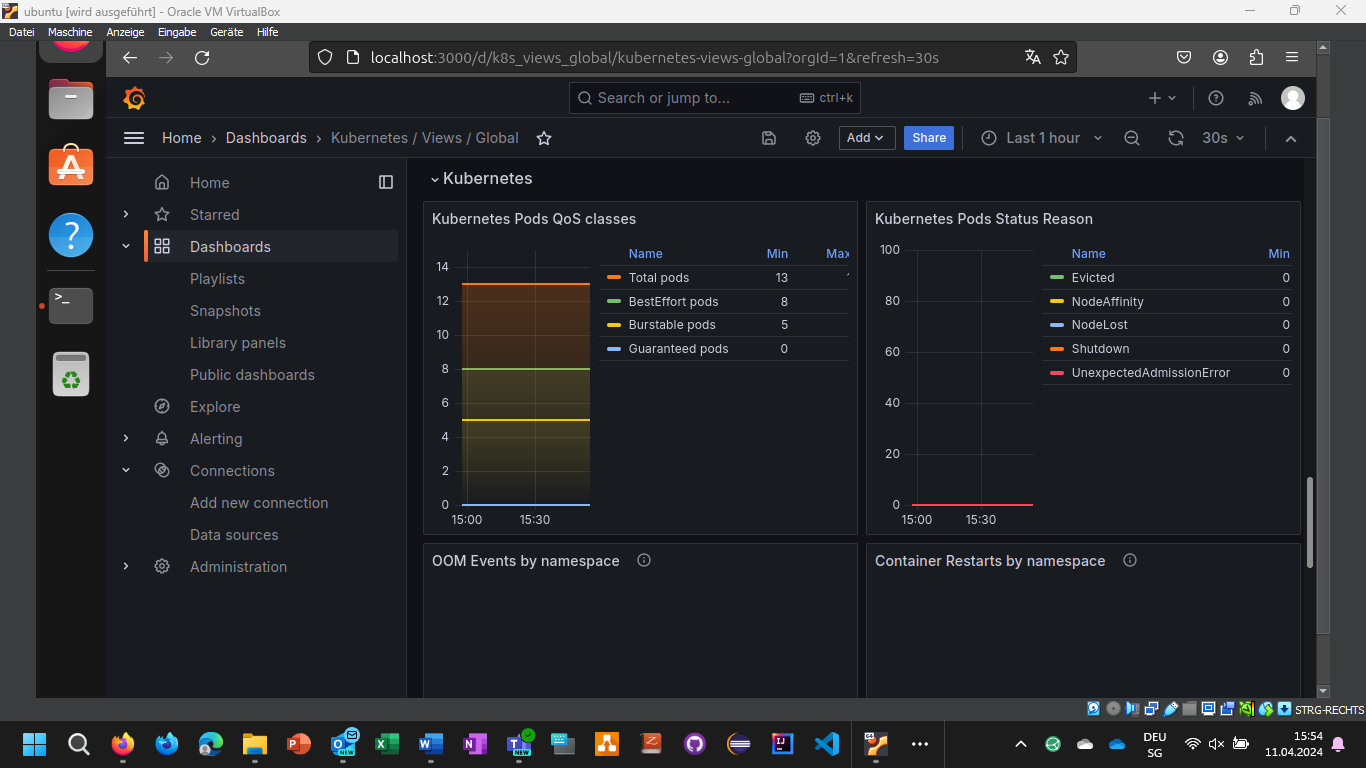 ubuntu [wird ausgeführt] - Oracle VM VirtualBox
Datei Maschine Anzeige Eingabe Geräte Hilfe
localhost:3000/d/k8s_views_global/kubernetes-views-global?orgId=1&refresh=30s
Search or jump to... ctrl+k
Home › Dashboards › Kubernetes / Views / Global
Add
Share
Last 1 hour
30s
Home
Starred
Dashboards
Playlists
Snapshots
Library panels
Public dashboards
Explore
Alerting
Connections
Add new connection
Data sources
Administration
Kubernetes
Kubernetes Pods QoS classes
14
12
10
8
6
4
2
0
15:00 15:30
Name Min Max
Total pods 13
BestEffort pods 8
Burstable pods 5
Guaranteed pods 0
Kubernetes Pods Status Reason
100
80
60
40
20
0
15:00 15:30
Name Min
Evicted 0
NodeAffinity 0
NodeLost 0
Shutdown 0
UnexpectedAdmissionError 0
OOM Events by namespace
Container Restarts by namespace
STRG-RECHTS
NEW
NEW
DEU
SG
15:54
11.04.2024